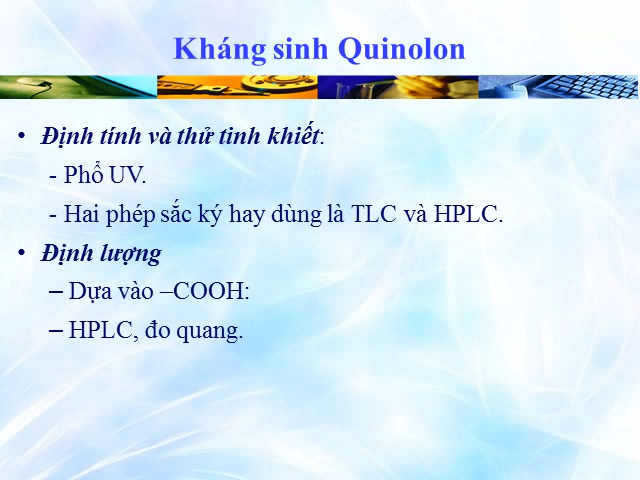 Kháng sinh Quinolon
• Định tính và thử tinh khiết:
- Phổ UV.
- Hai phép sắc ký hay dùng là TLC và HPLC.
• Định lượng
– Dựa vào –COOH:
– HPLC, đo quang.